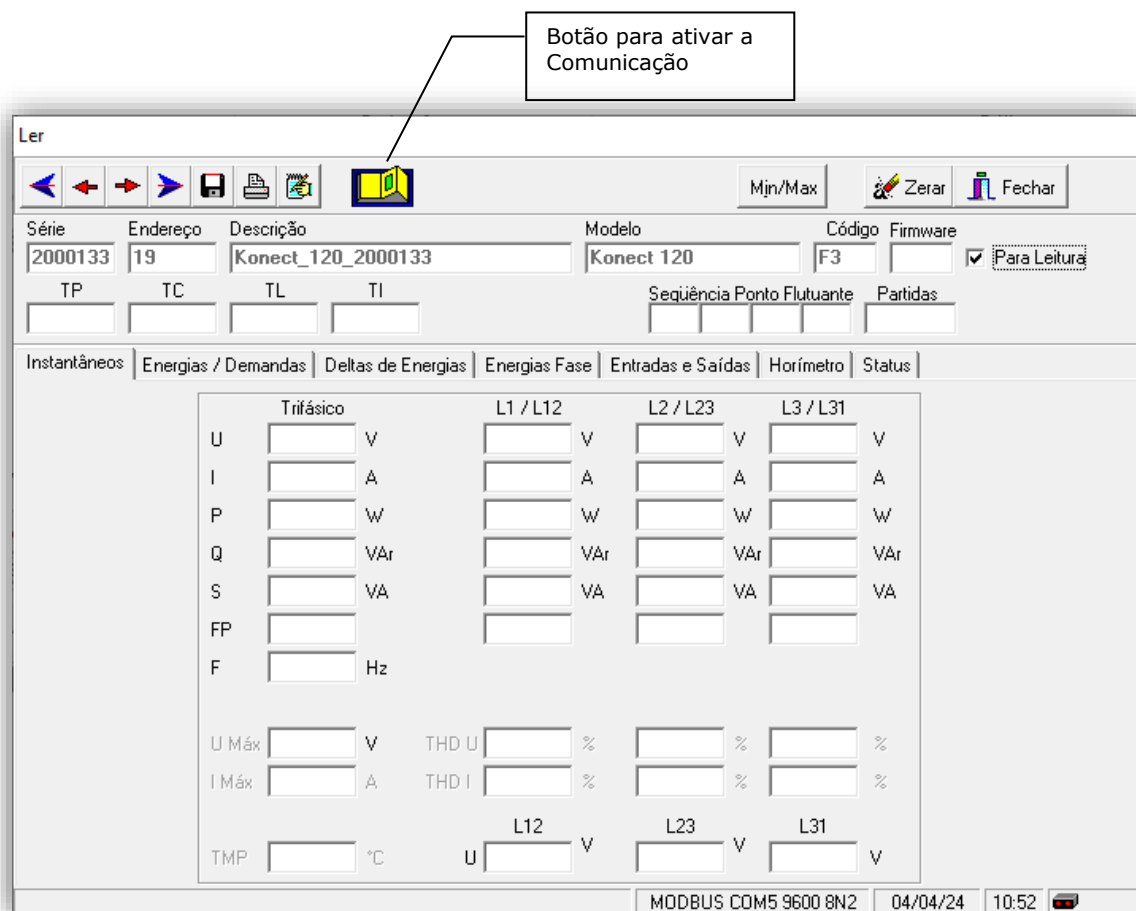 Botão para ativar a
Comunicação
Ler
Min/Max Zerar Fechar
Série Endereço Descrição Modelo Código Firmware
2000133 19 Konect_120_2000133 Konect 120 F3 Para Leitura
TP TC TL TI Seqüência Ponto Flutuante Partidas
Instantâneos Energias / Demandas Deltas de Energias Energias Fase Entradas e Saídas Horímetro Status
Trifásico L1 / L12 L2 / L23 L3 / L31
U V V V V
I A A A A
P W W W W
Q VAr VAr VAr VAr
S VA VA VA VA
FP
F Hz
U Máx V THD U % % %
I Máx A THD I % % %
L12 L23 L31
TMP °C U V V V
MODBUS COM5 9600 8N2 04/04/24 10:52